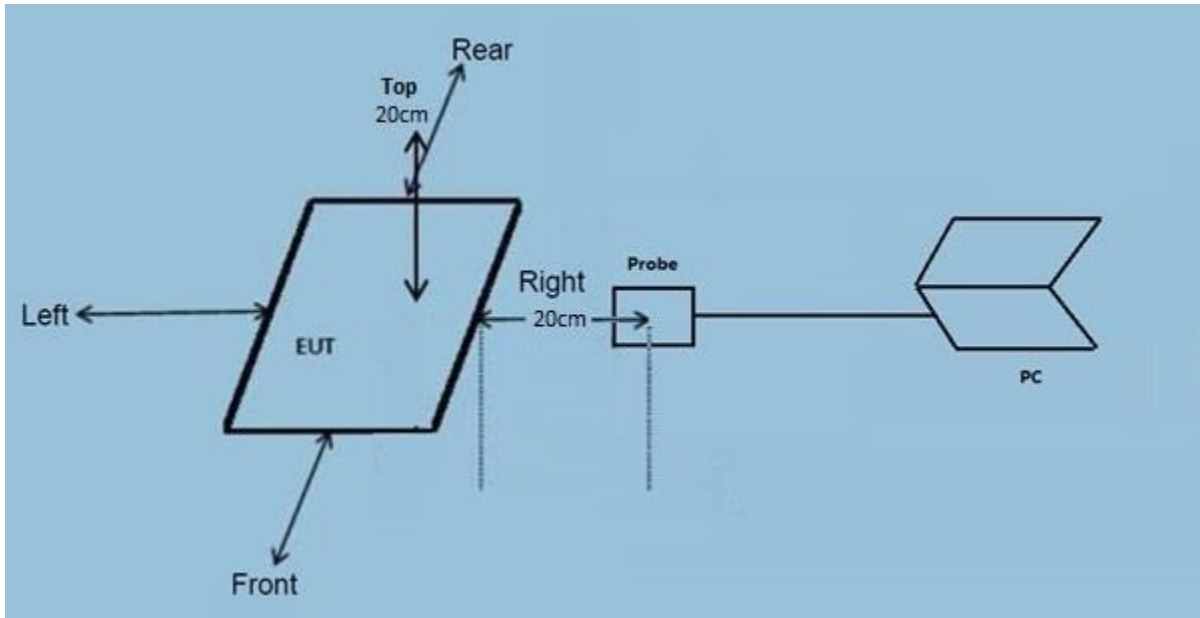 Rear
Top
20cm
Right
Probe
20cm
Left
EUT
PC
Front